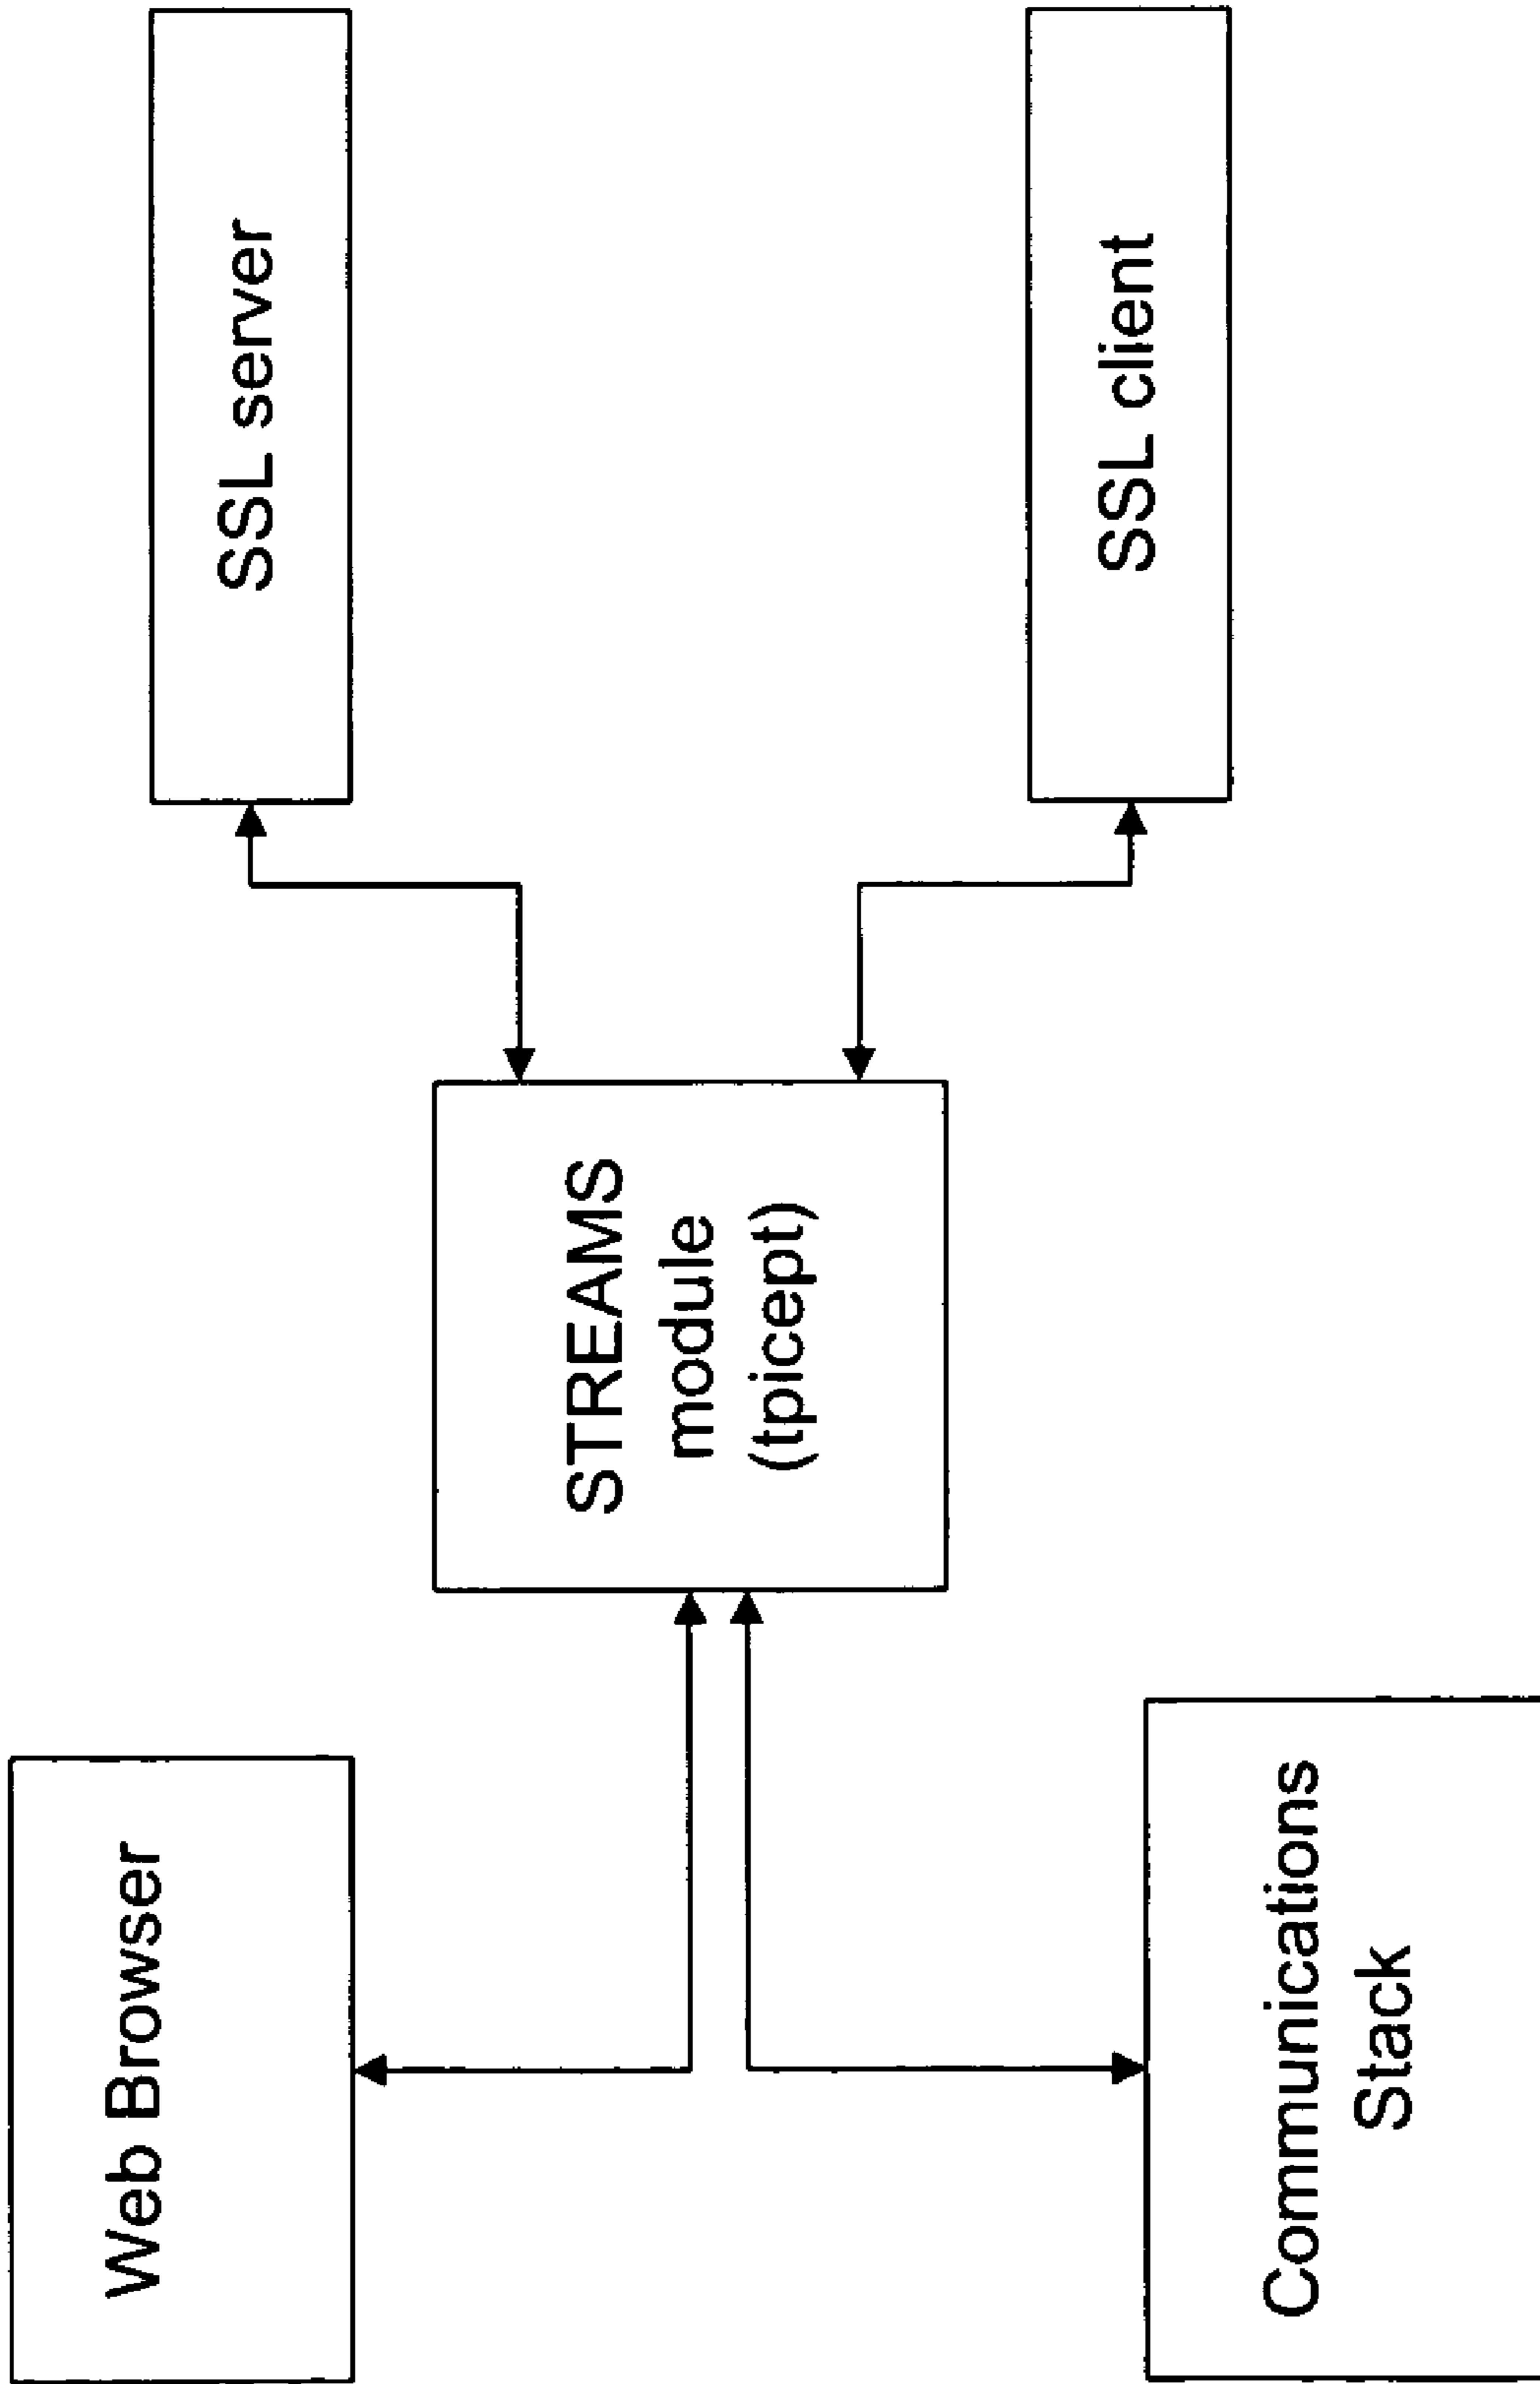 Web Browser
SSL server
STREAMS
module
(tpicept)
Communications
Stack
SSL client